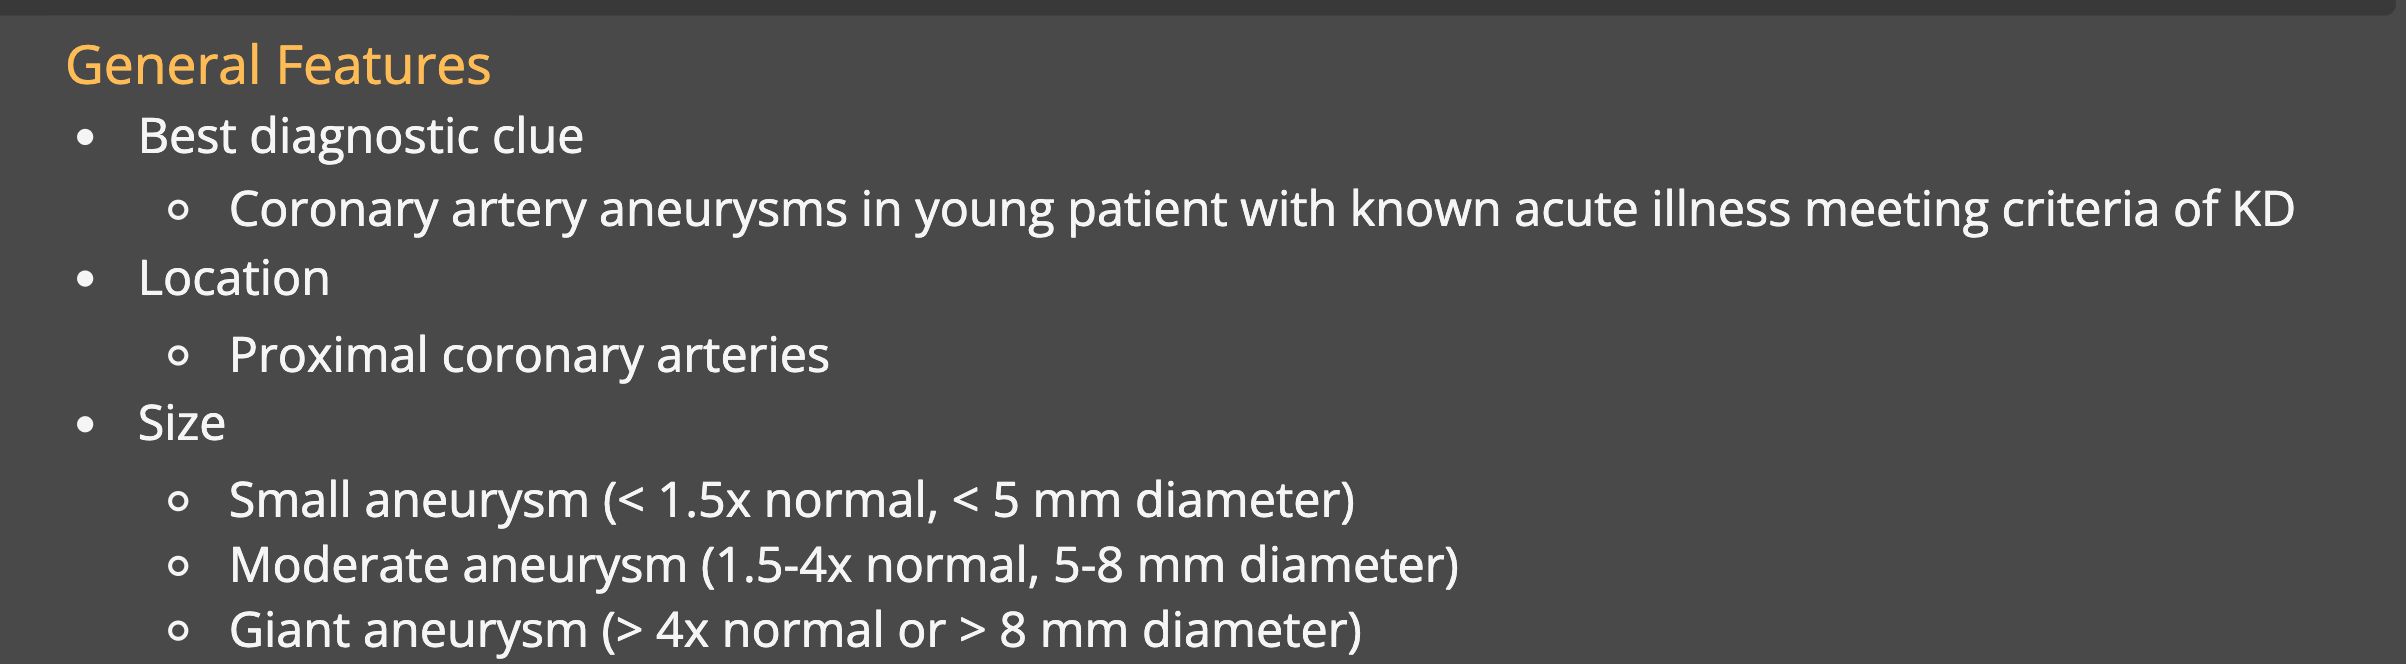 General Features
• Best diagnostic clue
○ Coronary artery aneurysms in young patient with known acute illness meeting criteria of KD
• Location
○ Proximal coronary arteries
• Size
○ Small aneurysm (< 1.5x normal, < 5 mm diameter)
○ Moderate aneurysm (1.5-4x normal, 5-8 mm diameter)
○ Giant aneurysm (> 4x normal or > 8 mm diameter)